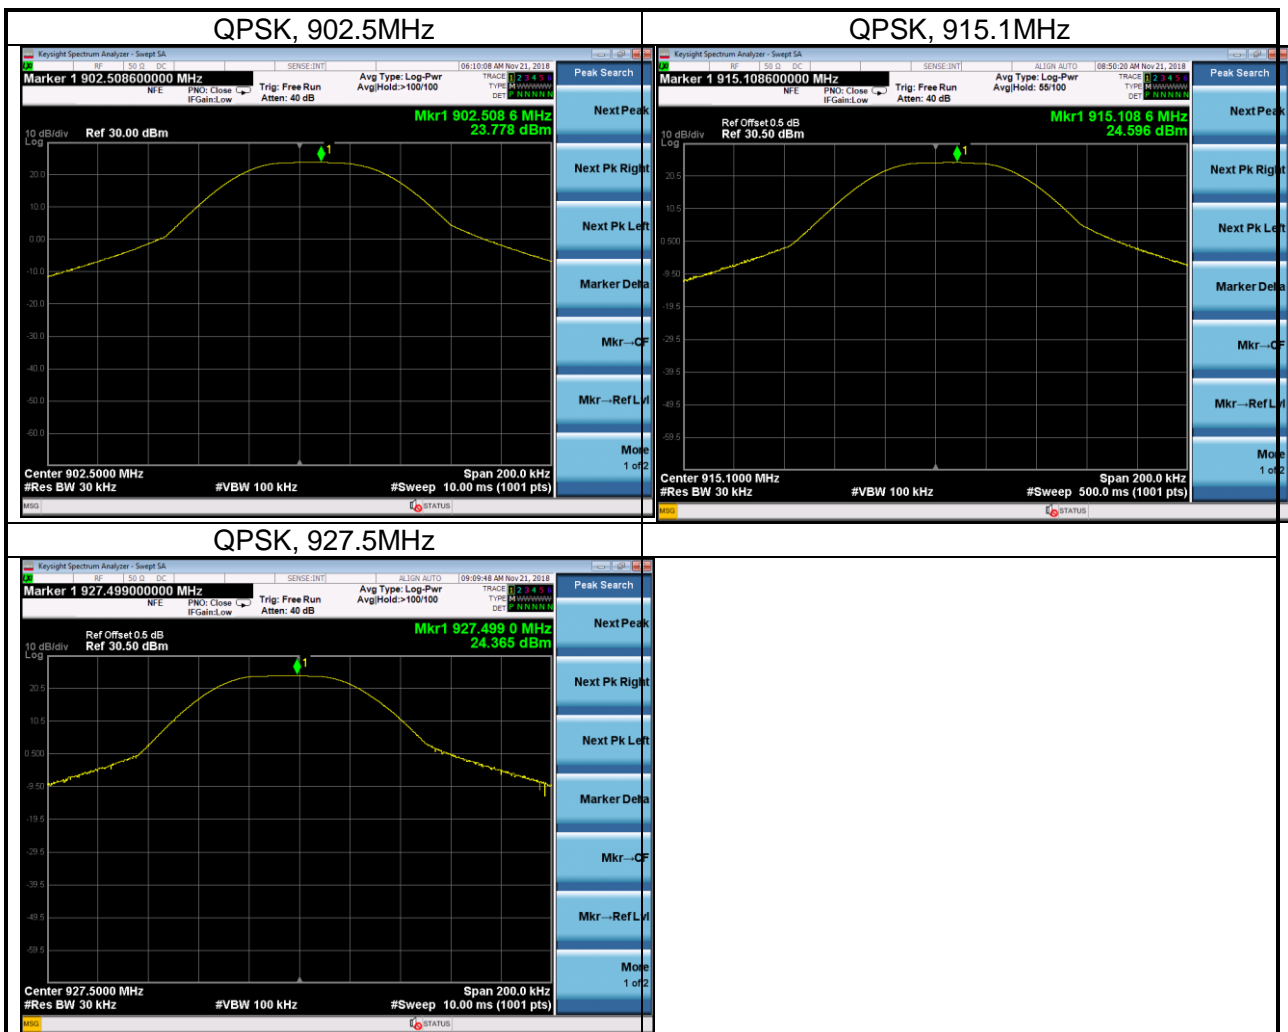 QPSK, 902.5MHz
Keysight Spectrum Analyzer - Swept SA
RF 50 Ω DC SENSE:INT 06:10:08 AM Nov 21, 2018
Marker 1 902.508600000 MHz
NFE PNO: Close IFGain:Low
Trig: Free Run
Atten: 40 dB
Avg Type: Log-Pwr
Avg|Hold:>100/100
TRACE 1 2 3 4 5 6
TYPE M WWWWW
DET P N N N N N
Mkr1 902.508 6 MHz
23.778 dBm
10 dB/div Ref 30.00 dBm
Log
20.0
10.0
0.00
-10.0
-20.0
-30.0
-40.0
-50.0
-60.0
1
Center 902.5000 MHz Span 200.0 kHz
#Res BW 30 kHz #VBW 100 kHz #Sweep 10.00 ms (1001 pts)
MSG STATUS
Peak Search
Next Peak
Next Pk Right
Next Pk Left
Marker Delta
Mkr→CF
Mkr→Ref Lvl
More
1 of 2
QPSK, 915.1MHz
Keysight Spectrum Analyzer - Swept SA
RF 50 Ω DC SENSE:INT ALIGN AUTO 08:50:20 AM Nov 21, 2018
Marker 1 915.108600000 MHz
NFE PNO: Close IFGain:Low
Trig: Free Run
Atten: 40 dB
Avg Type: Log-Pwr
Avg|Hold: 55/100
TRACE 1 2 3 4 5 6
TYPE M WWWWW
DET P N N N N N
Mkr1 915.108 6 MHz
24.596 dBm
Ref Offset 0.5 dB
10 dB/div Ref 30.50 dBm
Log
20.5
10.5
0.500
-9.50
-19.5
-29.5
-39.5
-49.5
-59.5
1
Center 915.1000 MHz Span 200.0 kHz
#Res BW 30 kHz #VBW 100 kHz #Sweep 500.0 ms (1001 pts)
MSG STATUS
Peak Search
Next Peak
Next Pk Right
Next Pk Left
Marker Delta
Mkr→CF
Mkr→Ref Lvl
More
1 of 2
QPSK, 927.5MHz
Keysight Spectrum Analyzer - Swept SA
RF 50 Ω DC SENSE:INT ALIGN AUTO 09:09:48 AM Nov 21, 2018
Marker 1 927.499000000 MHz
NFE PNO: Close IFGain:Low
Trig: Free Run
Atten: 40 dB
Avg Type: Log-Pwr
Avg|Hold:>100/100
TRACE 1 2 3 4 5 6
TYPE M WWWWW
DET P N N N N N
Mkr1 927.499 0 MHz
24.365 dBm
Ref Offset 0.5 dB
10 dB/div Ref 30.50 dBm
Log
20.5
10.5
0.500
-9.50
-19.5
-29.5
-39.5
-49.5
-59.5
1
Center 927.5000 MHz Span 200.0 kHz
#Res BW 30 kHz #VBW 100 kHz #Sweep 10.00 ms (1001 pts)
MSG STATUS
Peak Search
Next Peak
Next Pk Right
Next Pk Left
Marker Delta
Mkr→CF
Mkr→Ref Lvl
More
1 of 2